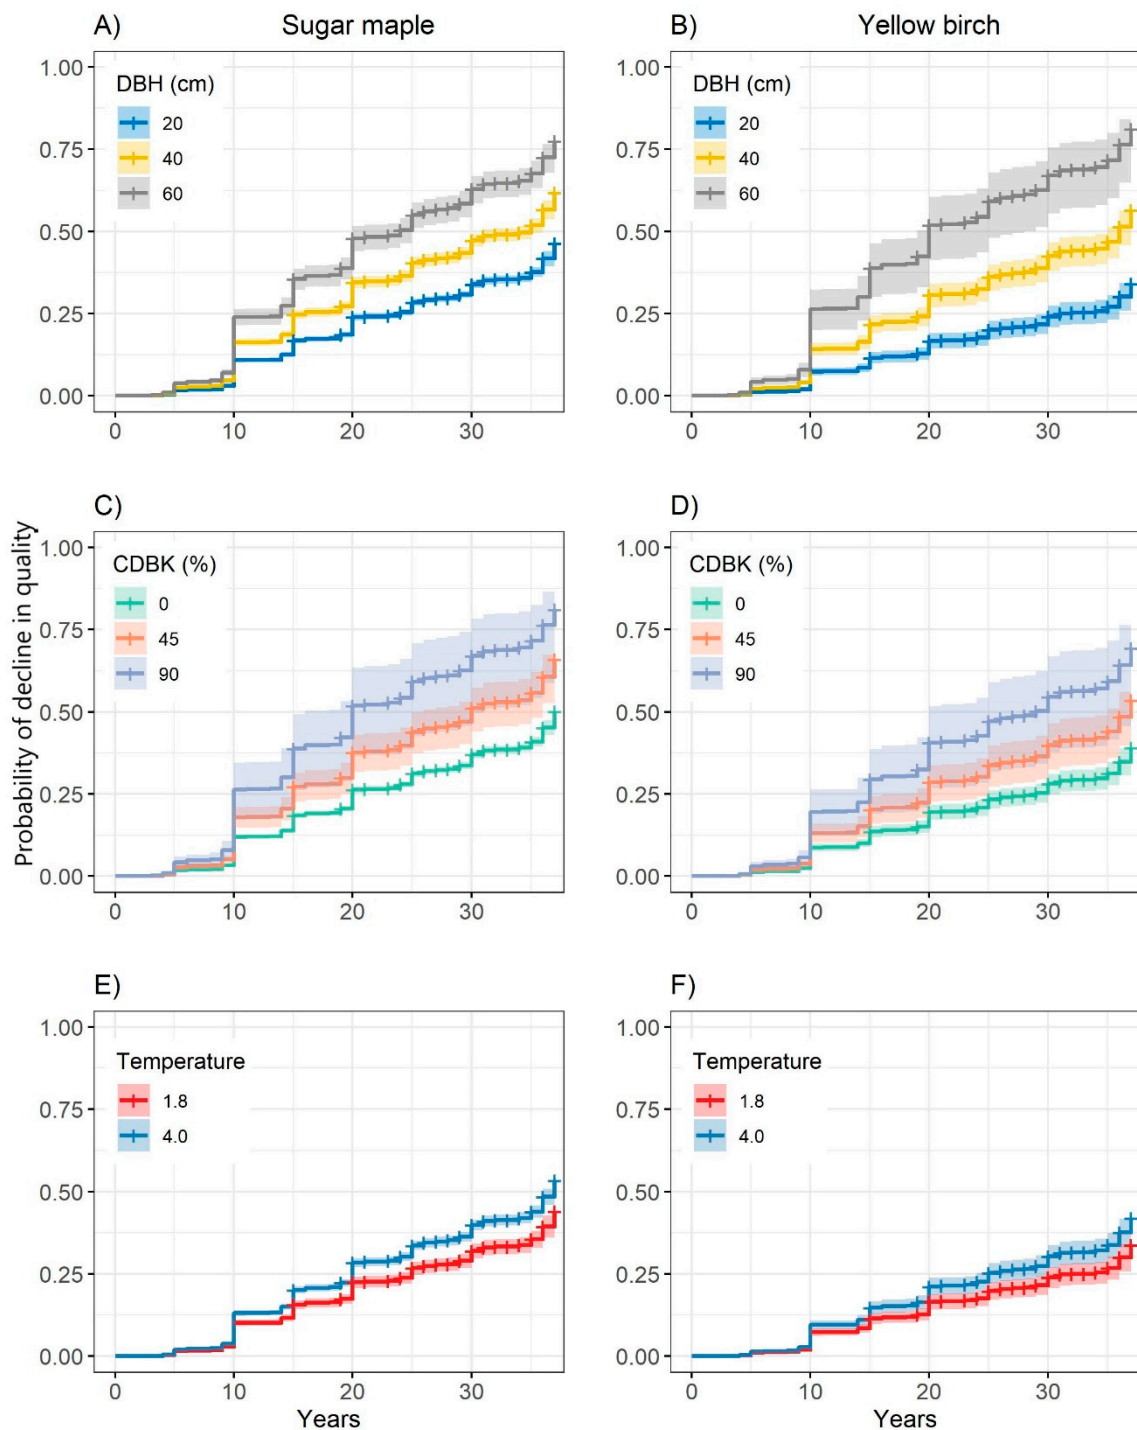 A) Sugar maple
B) Yellow birch
Probability of decline in quality
1.00
0.75
0.50
0.25
0.00
DBH (cm)
20
40
60
0 10 20 30
1.00
0.75
0.50
0.25
0.00
DBH (cm)
20
40
60
0 10 20 30
C)
1.00
0.75
0.50
0.25
0.00
CDBK (%)
0
45
90
0 10 20 30
D)
1.00
0.75
0.50
0.25
0.00
CDBK (%)
0
45
90
0 10 20 30
E)
1.00
0.75
0.50
0.25
0.00
Temperature
1.8
4.0
0 10 20 30
Years
F)
1.00
0.75
0.50
0.25
0.00
Temperature
1.8
4.0
0 10 20 30
Years